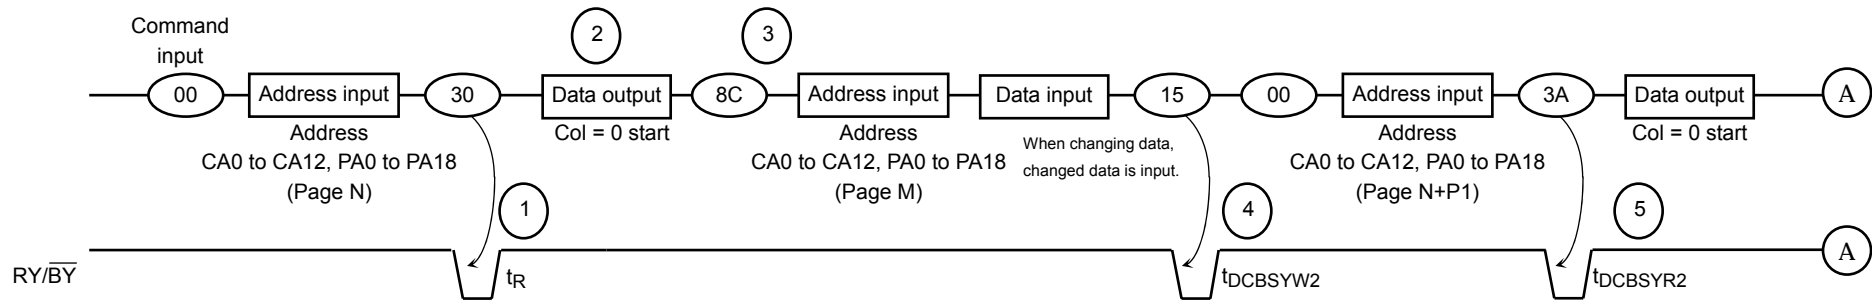 Command
input
2
3
00
Address input
30
Data output
8C
Address input
Data input
15
00
Address input
3A
Data output
A
Address
CA0 to CA12, PA0 to PA18
(Page N)
Col = 0 start
Address
CA0 to CA12, PA0 to PA18
(Page M)
When changing data,
changed data is input.
Address
CA0 to CA12, PA0 to PA18
(Page N+P1)
Col = 0 start
1
4
5
RY/B̅Y̅
tR
tDCBSYW2
tDCBSYR2
A